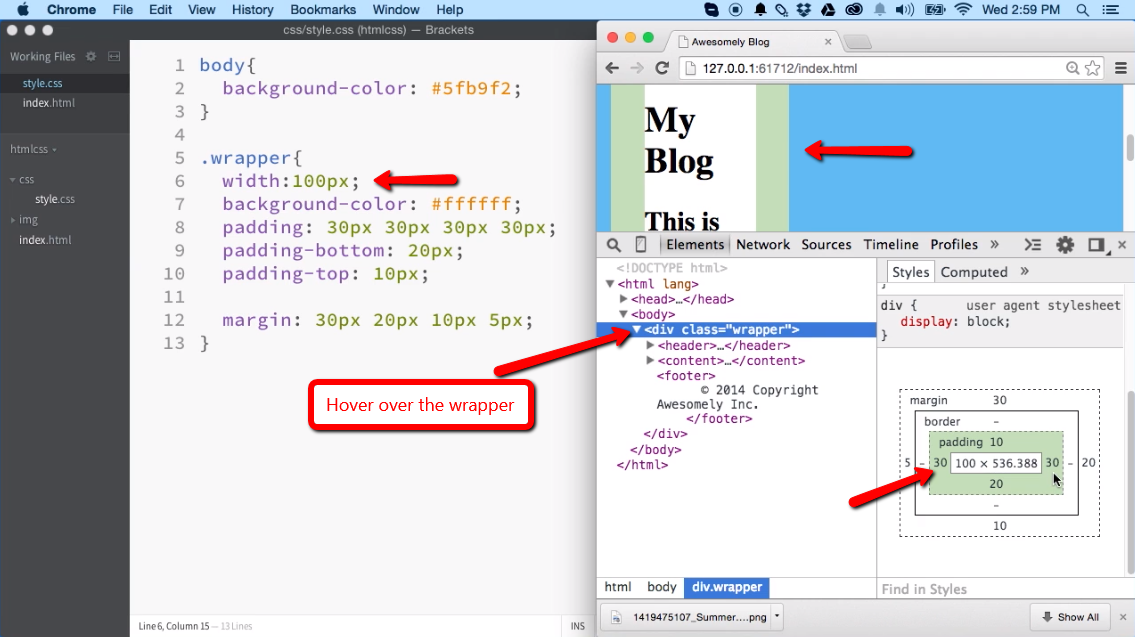 Chrome File Edit View History Bookmarks Window Help Wed 2:59 PM
css/style.css (htmlcss) — Brackets
Working Files
style.css
index.html
htmlcss
css
style.css
img
index.html
1 body{
2 background-color: #5fb9f2;
3 }
4
5 .wrapper{
6 width:100px;
7 background-color: #ffffff;
8 padding: 30px 30px 30px 30px;
9 padding-bottom: 20px;
10 padding-top: 10px;
11
12 margin: 30px 20px 10px 5px;
13 }
Hover over the wrapper
Line 6, Column 15 — 13 Lines
INS
Awesomely Blog
127.0.0.1:61712/index.html
My
Blog
This is
Elements Network Sources Timeline Profiles »
<!DOCTYPE html>
<html lang>
<head>…</head>
<body>
<div class="wrapper">
<header>…</header>
<content>…</content>
<footer>
© 2014 Copyright
Awesomely Inc.
</footer>
</div>
</body>
</html>
html body div.wrapper
Styles Computed »
}
div { user agent stylesheet
display: block;
}
margin 30
border –
padding 10
5 – 30 100 × 536.388 30 – 20
20
–
10
Find in Styles
1419475107_Summer....png
Show All